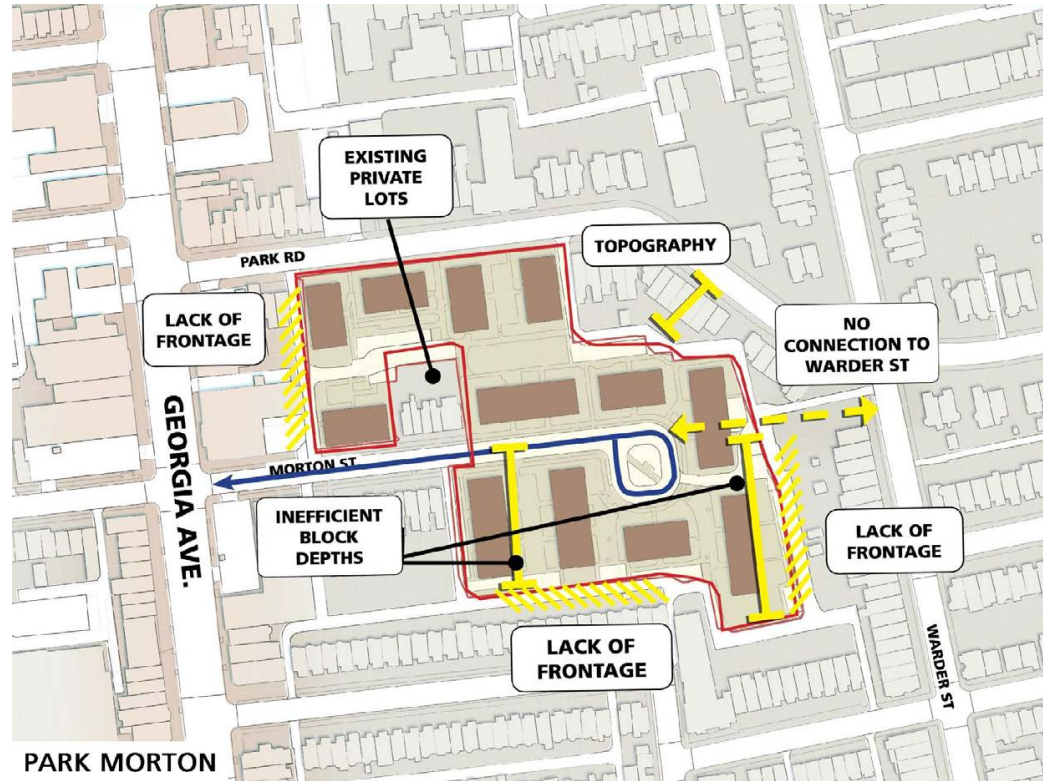 EXISTING
PRIVATE
LOTS
PARK RD
TOPOGRAPHY
LACK OF
FRONTAGE
NO
CONNECTION TO
WARDER ST
GEORGIA AVE.
MORTON ST
INEFFICIENT
BLOCK
DEPTHS
LACK OF
FRONTAGE
LACK OF
FRONTAGE
WARDER ST
PARK MORTON